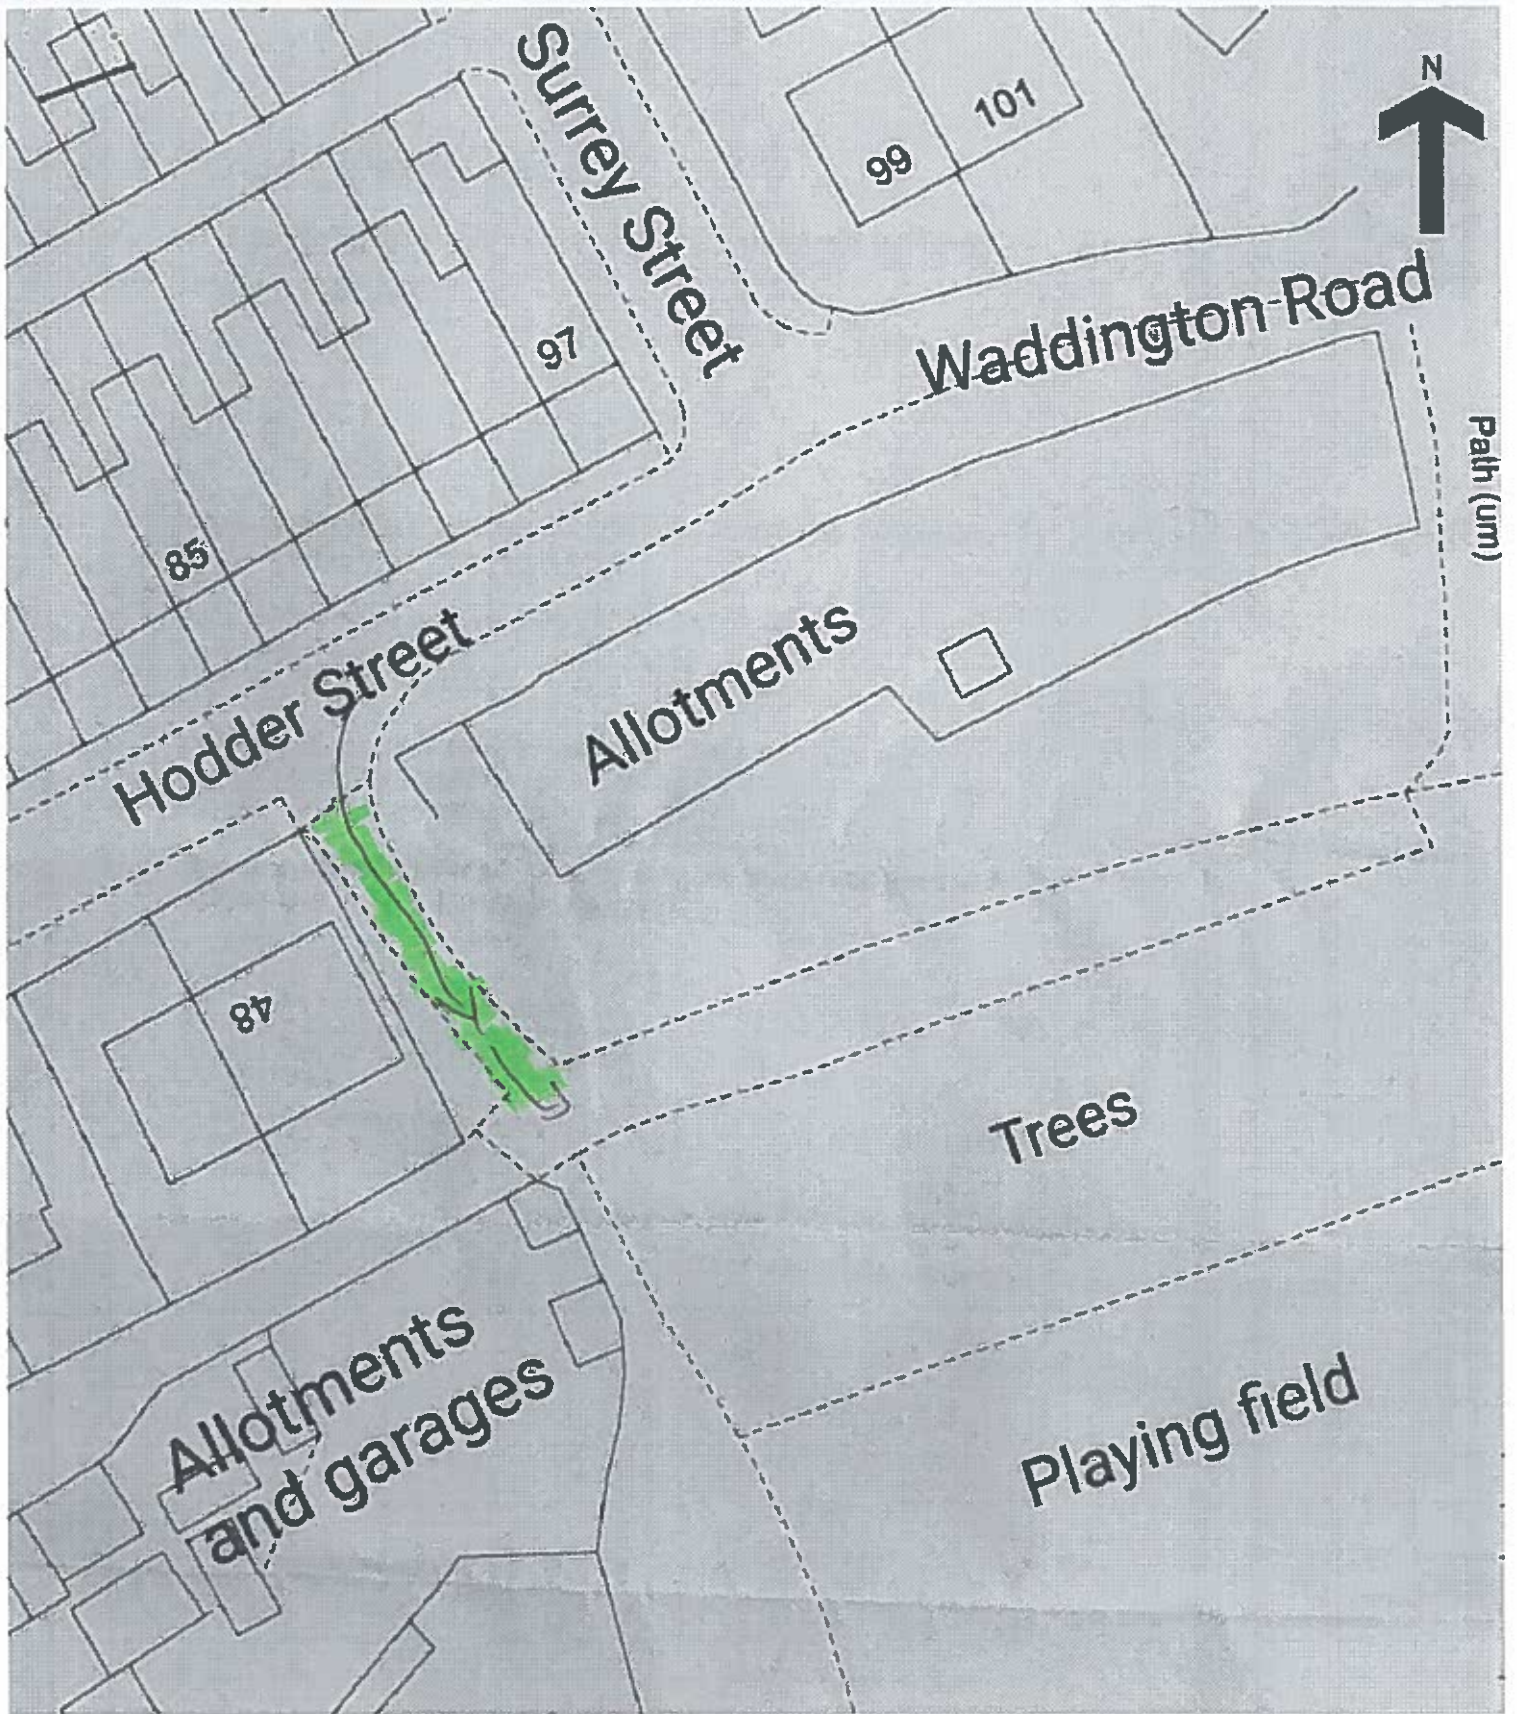 Surrey Street
N
101
99
Waddington Road
97
Path (um)
85
Hodder Street
Allotments
48
Trees
Allotments
and garages
Playing field